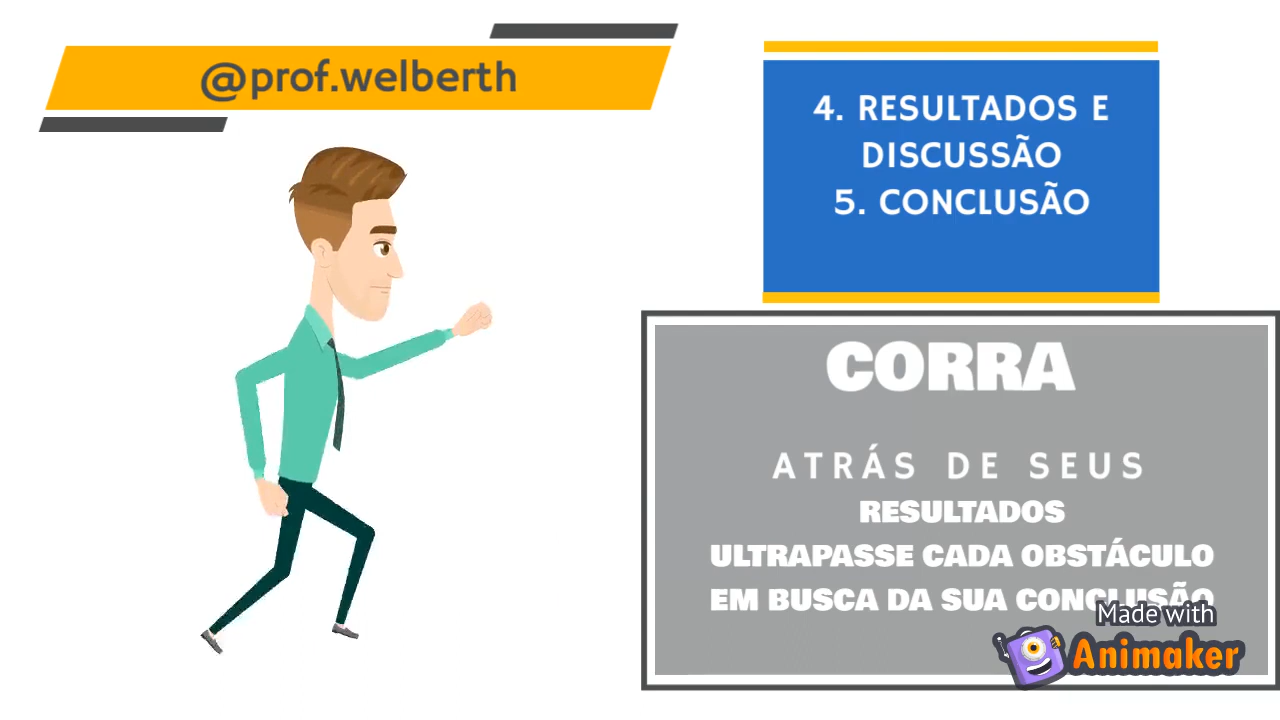 @prof.welberth
4. RESULTADOS E
DISCUSSÃO
5. CONCLUSÃO
CORRA
ATRÁS DE SEUS
RESULTADOS
ULTRAPASSE CADA OBSTÁCULO
EM BUSCA DA SUA CONCLUSÃO
Made with
Animaker